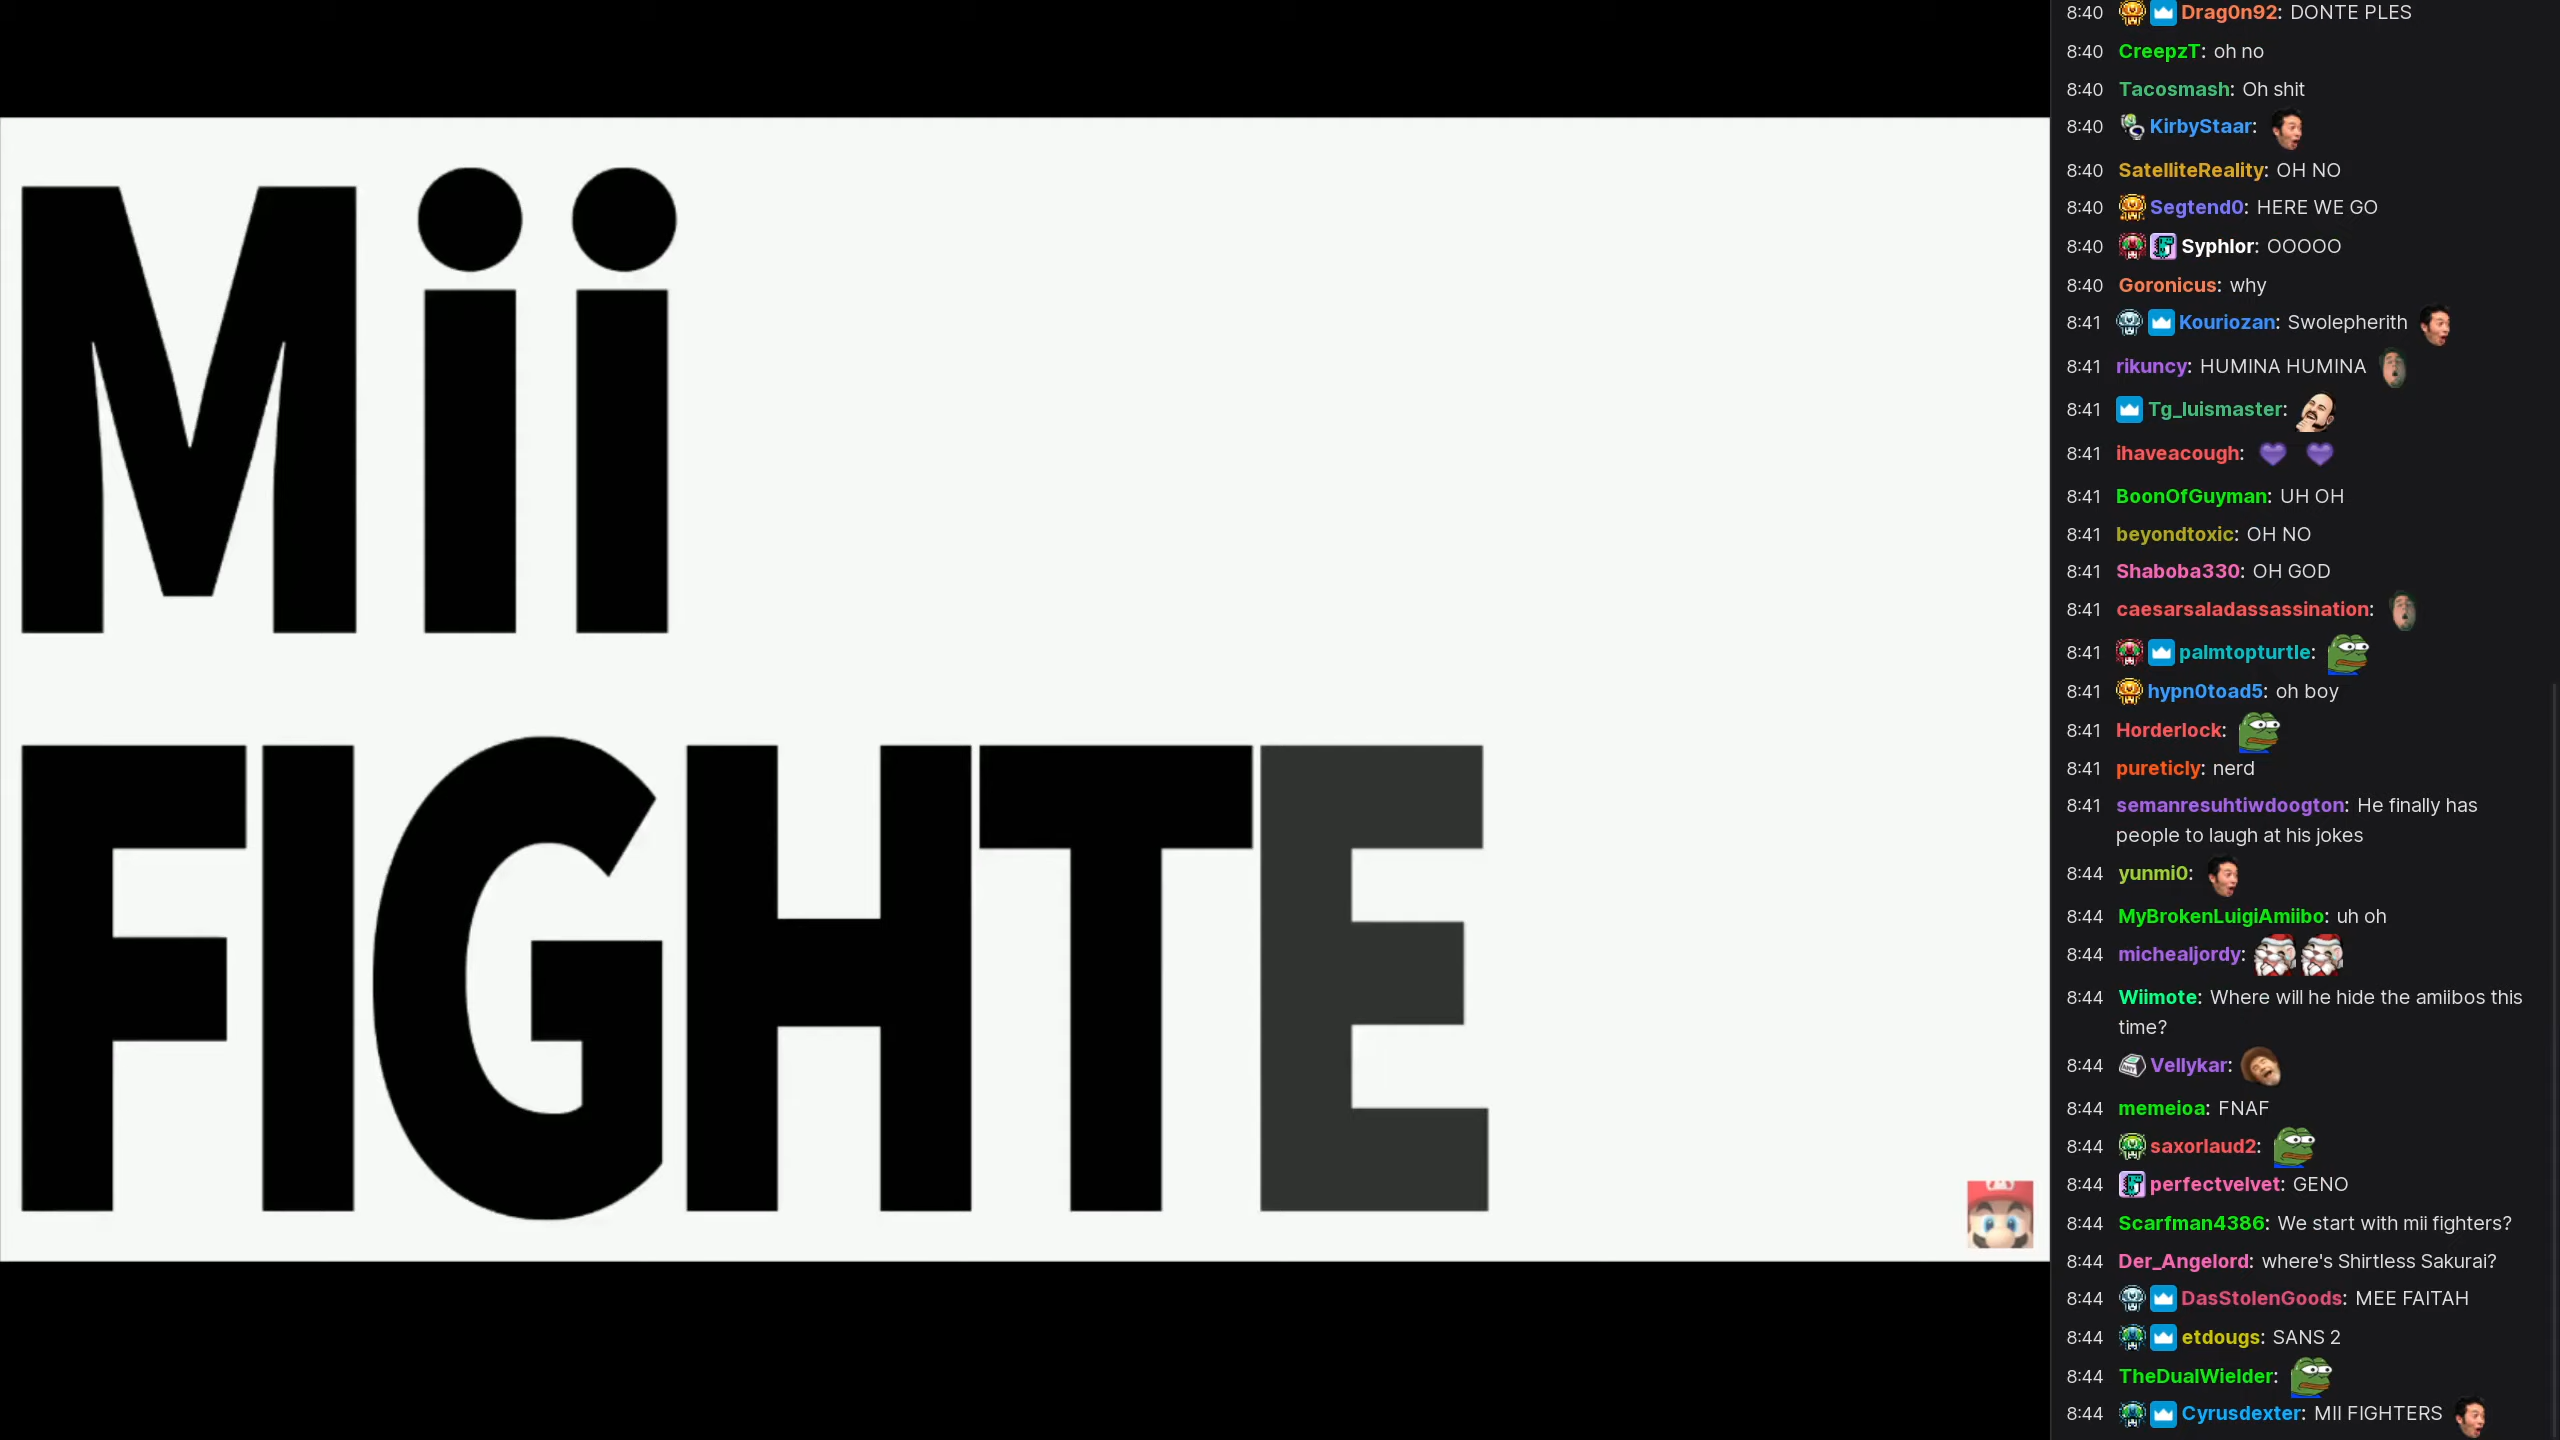 Mii
FIGHTE
8:40 Drag0n92: DONTE PLES
8:40 CreepzT: oh no
8:40 Tacosmash: Oh shit
8:40 KirbyStaar:
8:40 SatelliteReality: OH NO
8:40 Segtend0: HERE WE GO
8:40 Syphlor: OOOOO
8:40 Goronicus: why
8:41 Kouriozan: Swolepherith
8:41 rikuncy: HUMINA HUMINA
8:41 Tg_luismaster:
8:41 ihaveacough:
8:41 BoonOfGuyman: UH OH
8:41 beyondtoxic: OH NO
8:41 Shaboba330: OH GOD
8:41 caesarsaladassassination:
8:41 palmtopturtle:
8:41 hypn0toad5: oh boy
8:41 Horderlock:
8:41 pureticly: nerd
8:41 semanresuhtiwdoogton: He finally has
people to laugh at his jokes
8:44 yunmi0:
8:44 MyBrokenLuigiAmiibo: uh oh
8:44 michealjordy:
8:44 Wiimote: Where will he hide the amiibos this
time?
8:44 Vellykar:
8:44 memeioa: FNAF
8:44 saxorlaud2:
8:44 perfectvelvet: GENO
8:44 Scarfman4386: We start with mii fighters?
8:44 Der_Angelord: where's Shirtless Sakurai?
8:44 DasStolenGoods: MEE FAITAH
8:44 etdougs: SANS 2
8:44 TheDualWielder:
8:44 Cyrusdexter: MII FIGHTERS